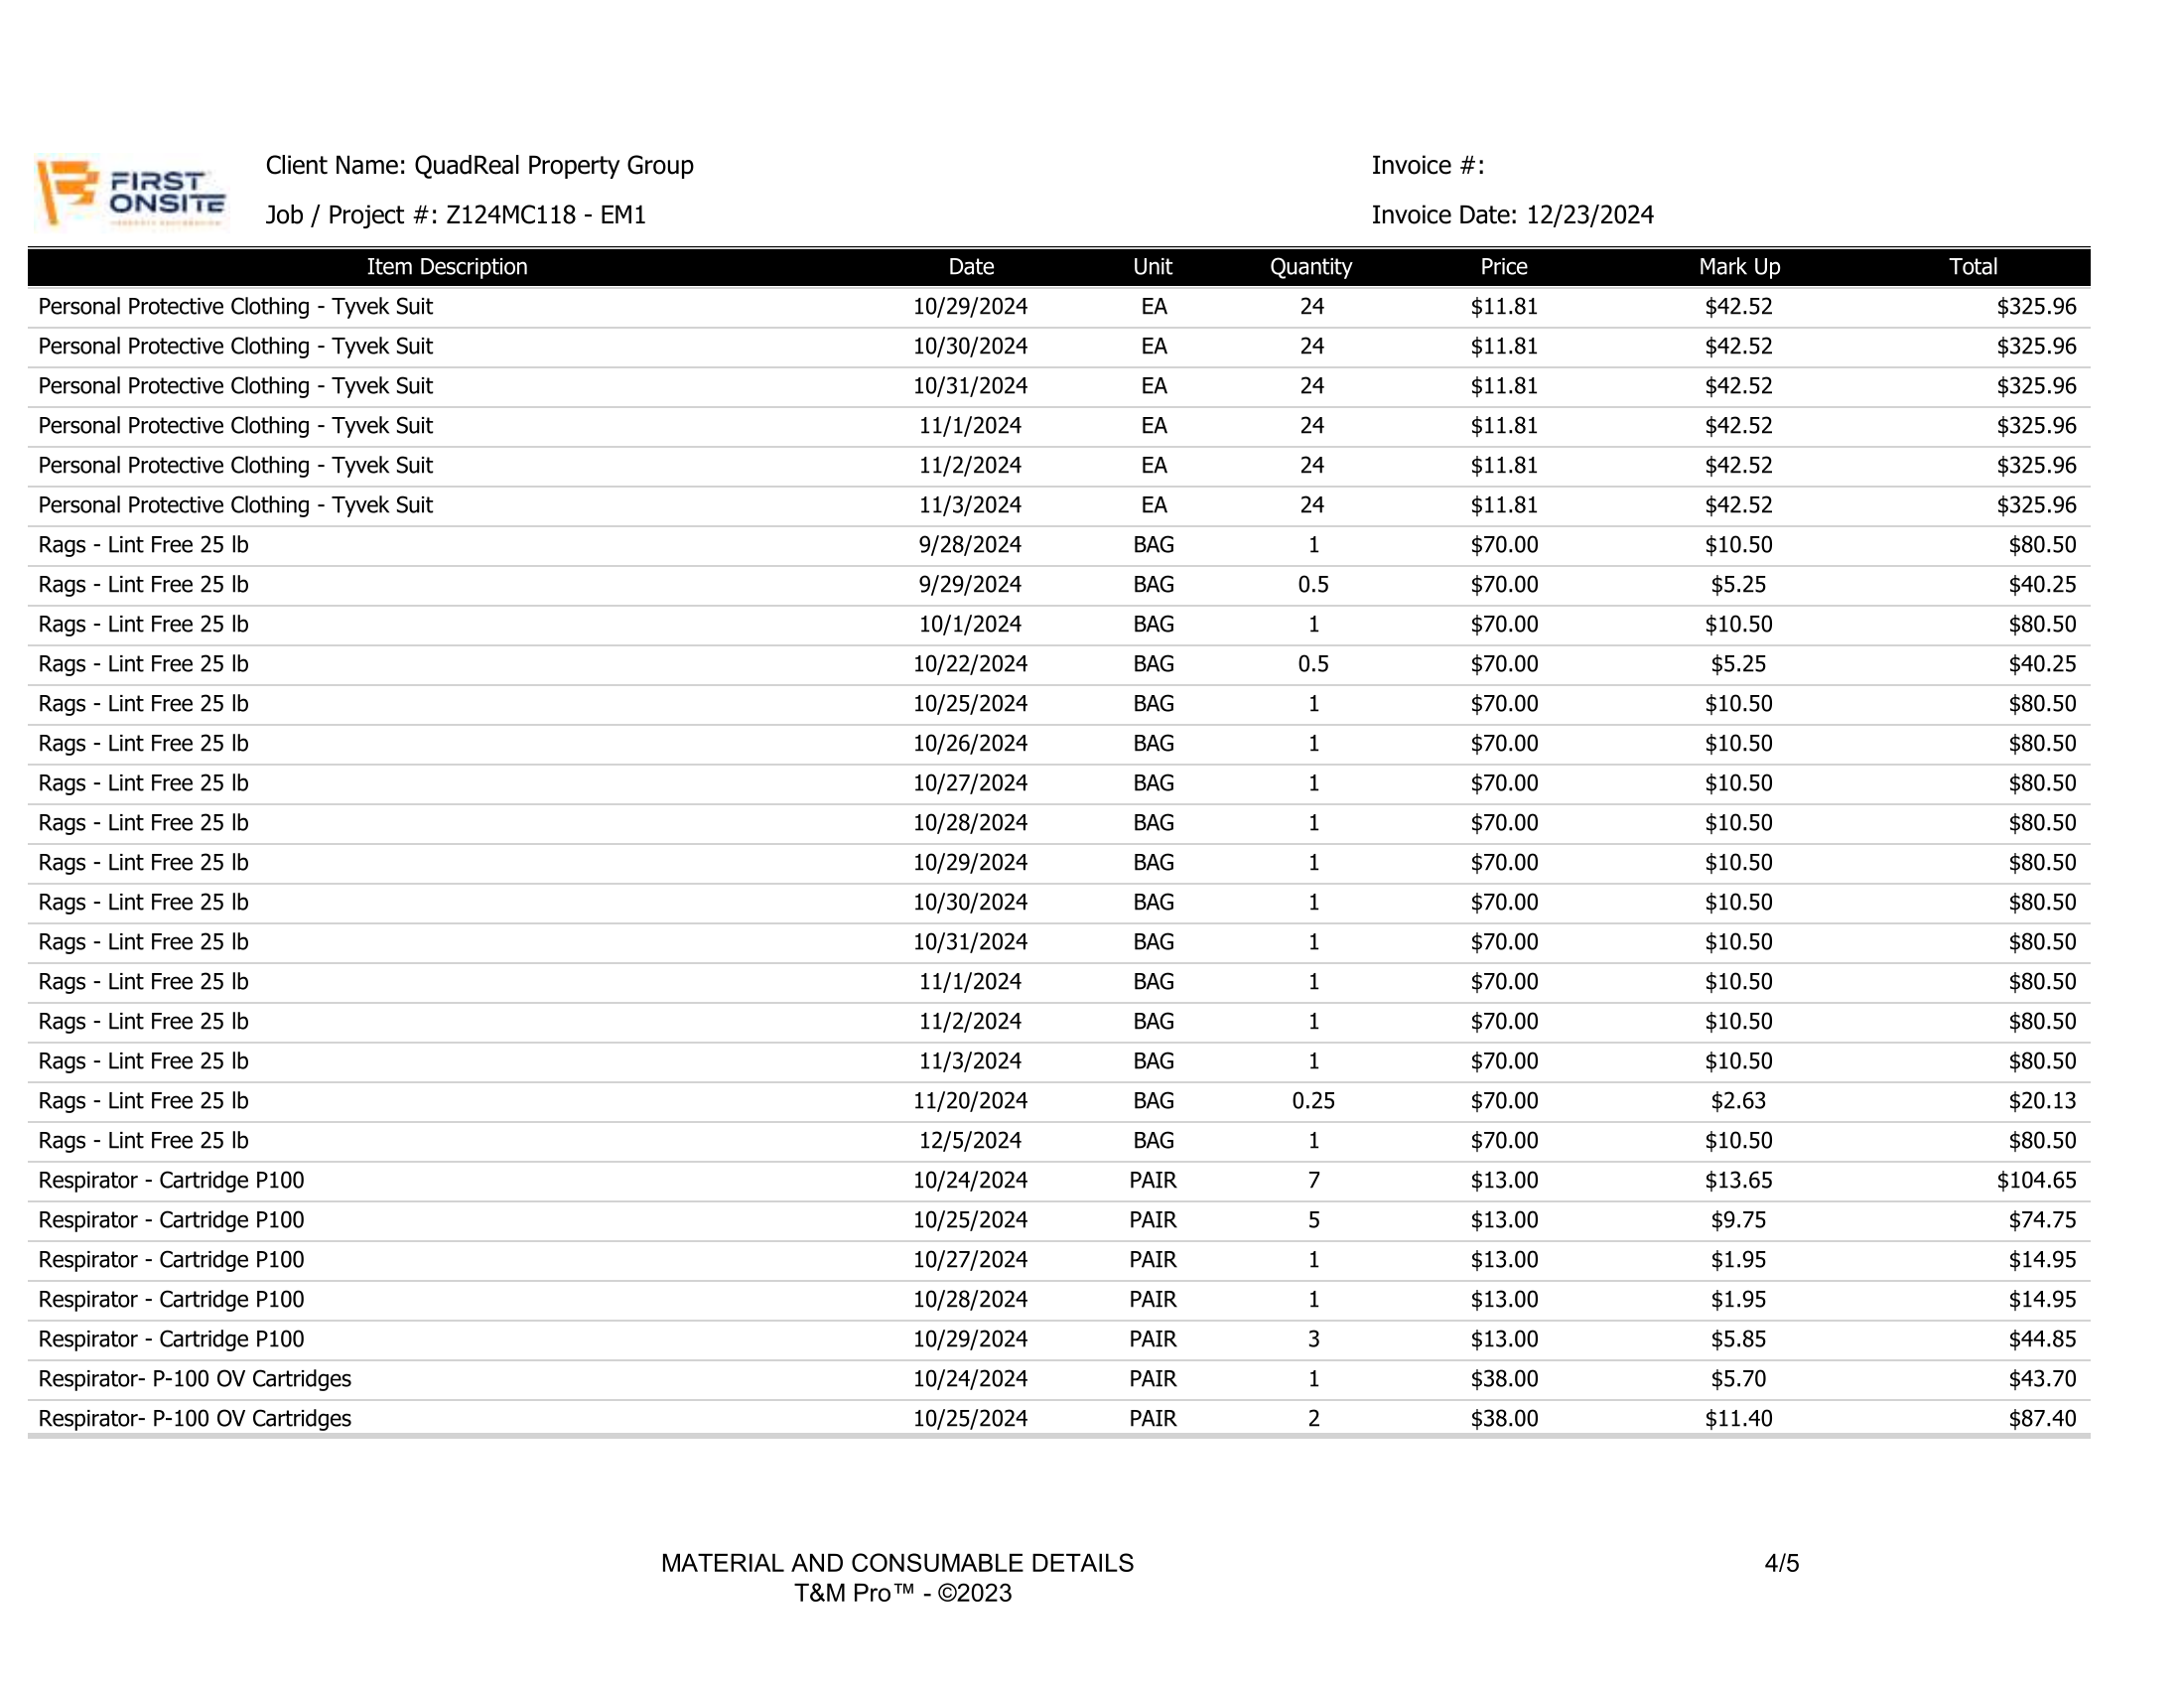 FIRST
ONSITE
Client Name: QuadReal Property Group
Invoice #:
Job / Project #: Z124MC118 - EM1
Invoice Date: 12/23/2024
Item Description Date Unit Quantity Price Mark Up Total
Personal Protective Clothing - Tyvek Suit 10/29/2024 EA 24 $11.81 $42.52 $325.96
Personal Protective Clothing - Tyvek Suit 10/30/2024 EA 24 $11.81 $42.52 $325.96
Personal Protective Clothing - Tyvek Suit 10/31/2024 EA 24 $11.81 $42.52 $325.96
Personal Protective Clothing - Tyvek Suit 11/1/2024 EA 24 $11.81 $42.52 $325.96
Personal Protective Clothing - Tyvek Suit 11/2/2024 EA 24 $11.81 $42.52 $325.96
Personal Protective Clothing - Tyvek Suit 11/3/2024 EA 24 $11.81 $42.52 $325.96
Rags - Lint Free 25 lb 9/28/2024 BAG 1 $70.00 $10.50 $80.50
Rags - Lint Free 25 lb 9/29/2024 BAG 0.5 $70.00 $5.25 $40.25
Rags - Lint Free 25 lb 10/1/2024 BAG 1 $70.00 $10.50 $80.50
Rags - Lint Free 25 lb 10/22/2024 BAG 0.5 $70.00 $5.25 $40.25
Rags - Lint Free 25 lb 10/25/2024 BAG 1 $70.00 $10.50 $80.50
Rags - Lint Free 25 lb 10/26/2024 BAG 1 $70.00 $10.50 $80.50
Rags - Lint Free 25 lb 10/27/2024 BAG 1 $70.00 $10.50 $80.50
Rags - Lint Free 25 lb 10/28/2024 BAG 1 $70.00 $10.50 $80.50
Rags - Lint Free 25 lb 10/29/2024 BAG 1 $70.00 $10.50 $80.50
Rags - Lint Free 25 lb 10/30/2024 BAG 1 $70.00 $10.50 $80.50
Rags - Lint Free 25 lb 10/31/2024 BAG 1 $70.00 $10.50 $80.50
Rags - Lint Free 25 lb 11/1/2024 BAG 1 $70.00 $10.50 $80.50
Rags - Lint Free 25 lb 11/2/2024 BAG 1 $70.00 $10.50 $80.50
Rags - Lint Free 25 lb 11/3/2024 BAG 1 $70.00 $10.50 $80.50
Rags - Lint Free 25 lb 11/20/2024 BAG 0.25 $70.00 $2.63 $20.13
Rags - Lint Free 25 lb 12/5/2024 BAG 1 $70.00 $10.50 $80.50
Respirator - Cartridge P100 10/24/2024 PAIR 7 $13.00 $13.65 $104.65
Respirator - Cartridge P100 10/25/2024 PAIR 5 $13.00 $9.75 $74.75
Respirator - Cartridge P100 10/27/2024 PAIR 1 $13.00 $1.95 $14.95
Respirator - Cartridge P100 10/28/2024 PAIR 1 $13.00 $1.95 $14.95
Respirator - Cartridge P100 10/29/2024 PAIR 3 $13.00 $5.85 $44.85
Respirator- P-100 OV Cartridges 10/24/2024 PAIR 1 $38.00 $5.70 $43.70
Respirator- P-100 OV Cartridges 10/25/2024 PAIR 2 $38.00 $11.40 $87.40
MATERIAL AND CONSUMABLE DETAILS 4/5
T&M Pro™ - ©2023